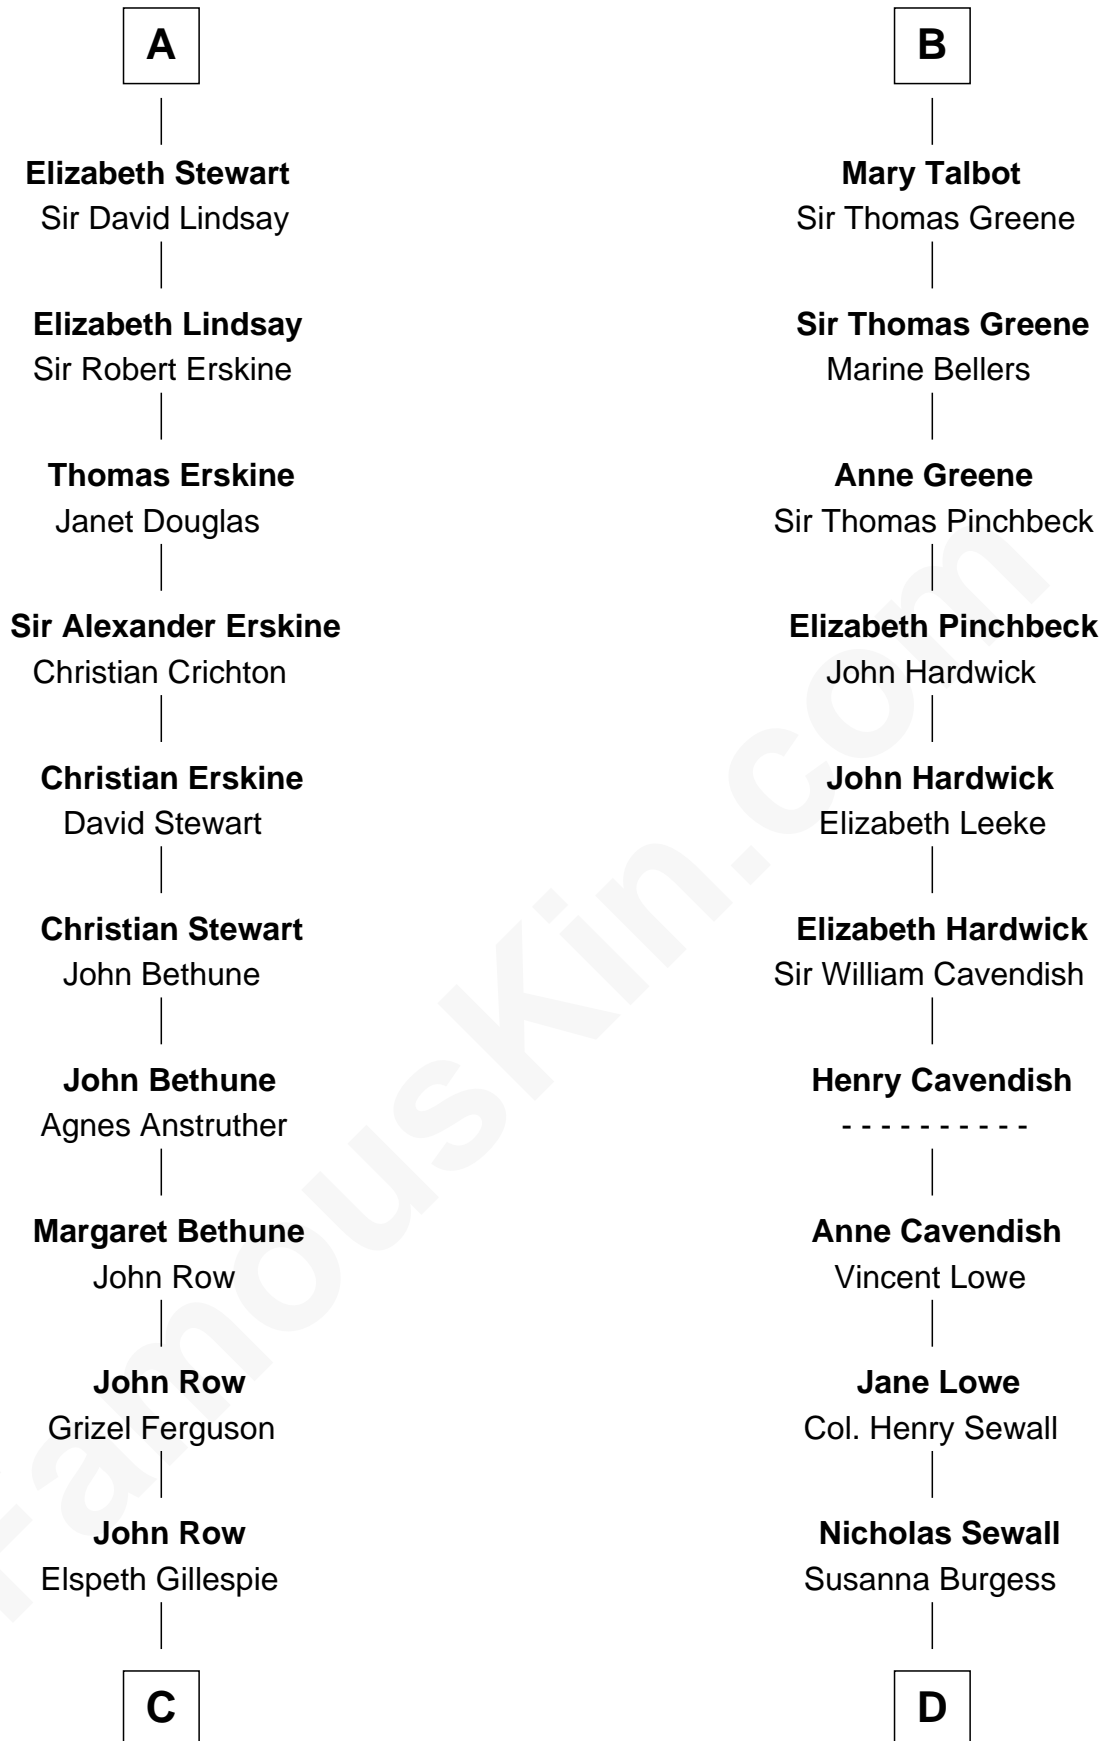 A
Elizabeth Stewart
Sir David Lindsay
Elizabeth Lindsay
Sir Robert Erskine
Thomas Erskine
Janet Douglas
Sir Alexander Erskine
Christian Crichton
Christian Erskine
David Stewart
Christian Stewart
John Bethune
John Bethune
Agnes Anstruther
Margaret Bethune
John Row
John Row
Grizel Ferguson
John Row
Elspeth Gillespie
C
B
Mary Talbot
Sir Thomas Greene
Sir Thomas Greene
Marine Bellers
Anne Greene
Sir Thomas Pinchbeck
Elizabeth Pinchbeck
John Hardwick
John Hardwick
Elizabeth Leeke
Elizabeth Hardwick
Sir William Cavendish
Henry Cavendish
- - - - - - - - - -
Anne Cavendish
Vincent Lowe
Jane Lowe
Col. Henry Sewall
Nicholas Sewall
Susanna Burgess
D
FamousKin.com